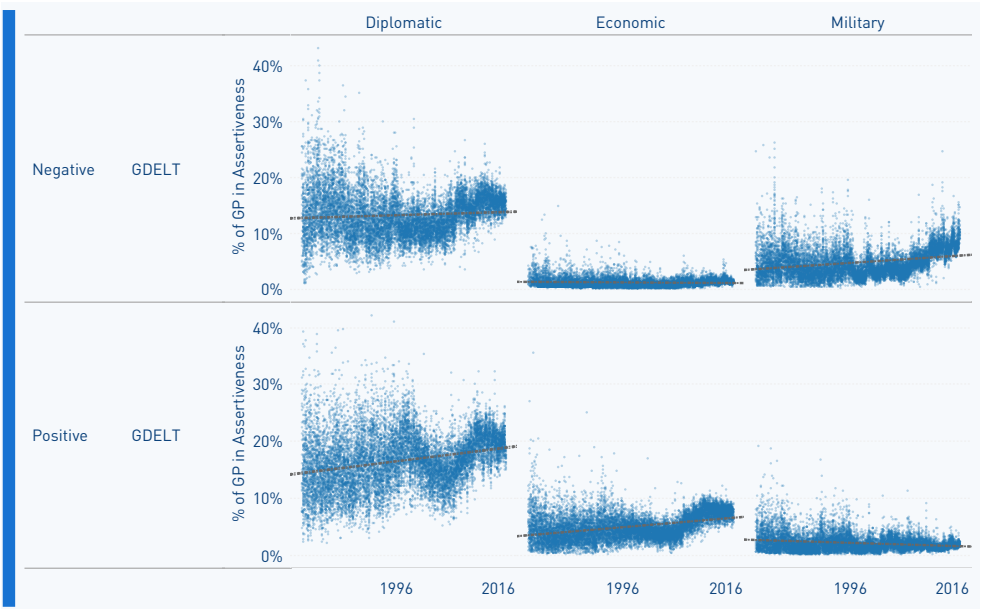 Diplomatic Economic Military
Negative GDELT
% of GP in Assertiveness
40%
30%
20%
10%
0%
Positive GDELT
% of GP in Assertiveness
40%
30%
20%
10%
0%
1996 2016 1996 2016 1996 2016